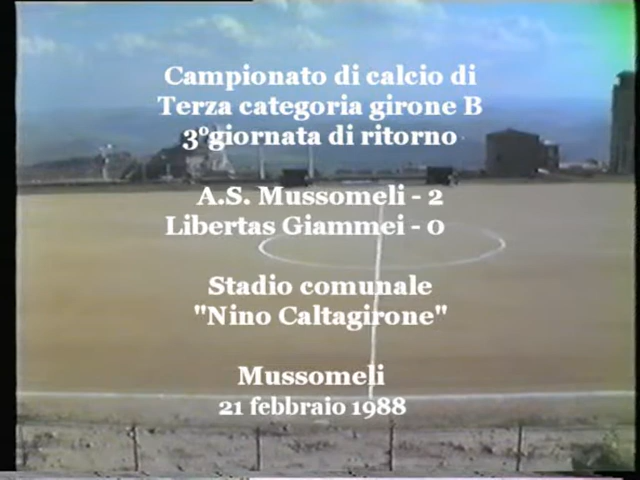 Campionato di calcio di
Terza categoria girone B
3°giornata di ritorno
A.S. Mussomeli - 2
Libertas Giammei - 0
Stadio comunale
"Nino Caltagirone"
Mussomeli
21 febbraio 1988